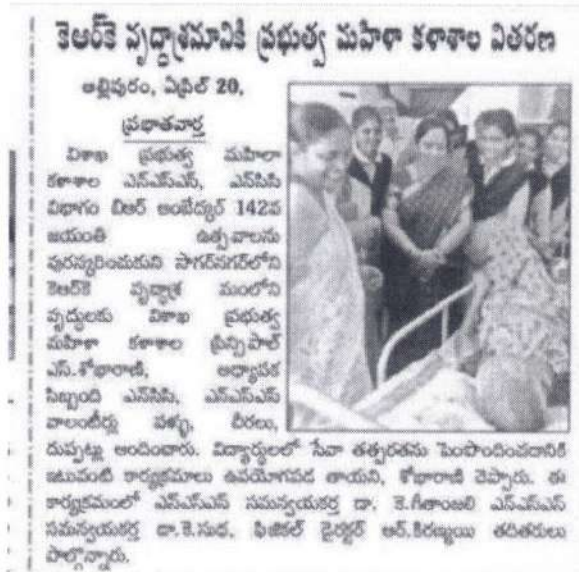 కెఆర్‌కె వృద్ధాశ్రమానికి ప్రభుత్వ మహిళా కళాశాల వితరణ
అల్లిపురం, ఏప్రిల్ 20,
ప్రభాతవార్త
విశాఖ ప్రభుత్వ మహిలా
కళాశాల ఎన్ఎస్ఎస్, ఎన్‌సిసి
విభాగం బిఆర్ అంబేద్కర్ 142వ
జయంతి ఉత్సవాలను
పురస్కరించుకుని సాగర్‌నగర్‌లోని
కెఆర్‌కె వృద్ధాశ్ర మంలోని
వృద్ధులకు విశాఖ ప్రభుత్వ
మహిళా కళాశాల ప్రిన్సిపాల్
ఎస్.శోభారాణి, అధ్యాపక
సిబ్బంది ఎన్‌సిసి, ఎన్ఎస్ఎస్
వాలంటీర్లు పళ్ళు, చీరలు,
దుప్పట్లు అందించారు. విద్యార్థులలో సేవా తత్పరతను పెంపొందించడానికి
ఇటువంటి కార్యక్రమాలు ఉపయోగపడ తాయని, శోభారాణి చెప్పారు. ఈ
కార్యక్రమంలో ఎన్ఎస్ఎస్ సమన్వయకర్త డా. కె.గీతాంజలి ఎన్ఎస్ఎస్
సమన్వయకర్త డా.కె.సుధ, ఫిజికల్ డైరెక్టర్ ఆర్.కిరణ్మయి తదితరులు
పాల్గొన్నారు.